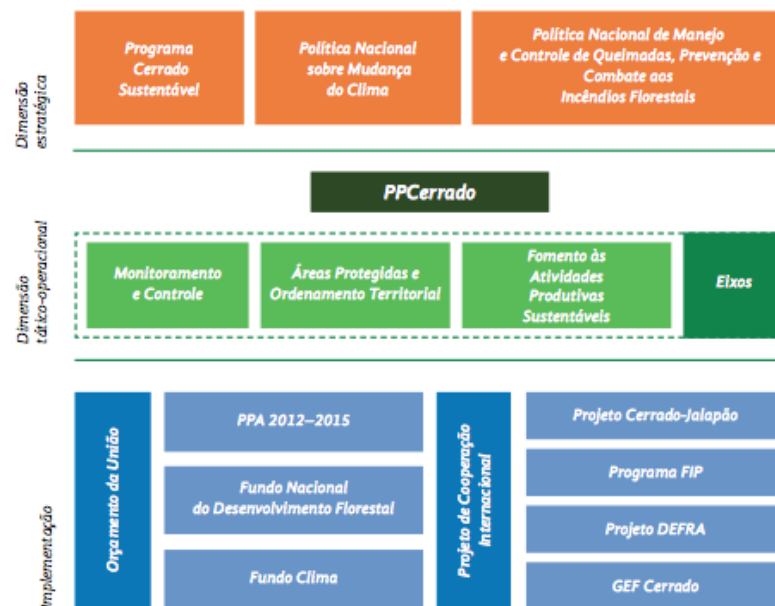 Dimensão
estratégica
Programa
Cerrado
Sustentável
Política Nacional
sobre Mudança
do Clima
Política Nacional de Manejo
e Controle de Queimadas, Prevenção e
Combate aos
Incêndios Florestais
PPCerrado
Dimensão
tático-operacional
Monitoramento
e Controle
Áreas Protegidas e
Ordenamento Territorial
Fomento às
Atividades
Produtivas
Sustentáveis
Eixos
Implementação
Orçamento da União
PPA 2012–2015
Fundo Nacional
do Desenvolvimento Florestal
Fundo Clima
Projeto de Cooperação
Internacional
Projeto Cerrado-Jalapão
Programa FIP
Projeto DEFRA
GEF Cerrado